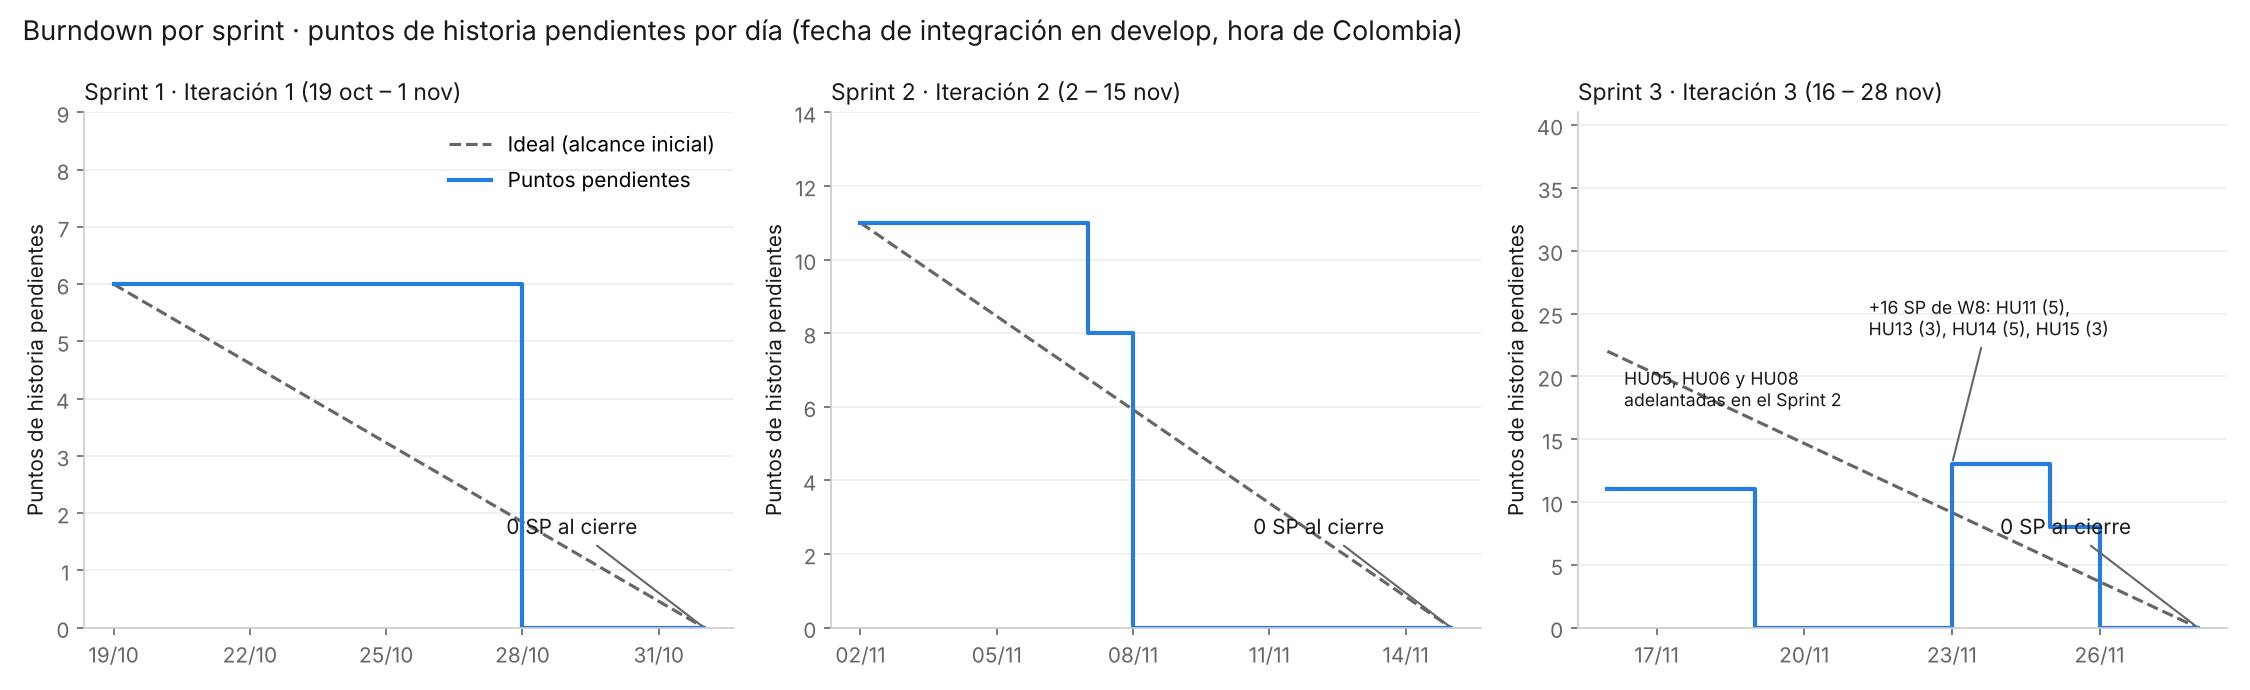 Burndown por sprint · puntos de historia pendientes por día (fecha de integración en develop, hora de Colombia)
Sprint 1 · Iteración 1 (19 oct – 1 nov)
Puntos de historia pendientes
9
8
7
6
5
4
3
2
1
0
Ideal (alcance inicial)
Puntos pendientes
0 SP al cierre
19/10
22/10
25/10
28/10
31/10
Sprint 2 · Iteración 2 (2 – 15 nov)
Puntos de historia pendientes
14
12
10
8
6
4
2
0
0 SP al cierre
02/11
05/11
08/11
11/11
14/11
Sprint 3 · Iteración 3 (16 – 28 nov)
Puntos de historia pendientes
40
35
30
25
20
15
10
5
0
+16 SP de W8: HU11 (5),
HU13 (3), HU14 (5), HU15 (3)
HU05, HU06 y HU08
adelantadas en el Sprint 2
0 SP al cierre
17/11
20/11
23/11
26/11